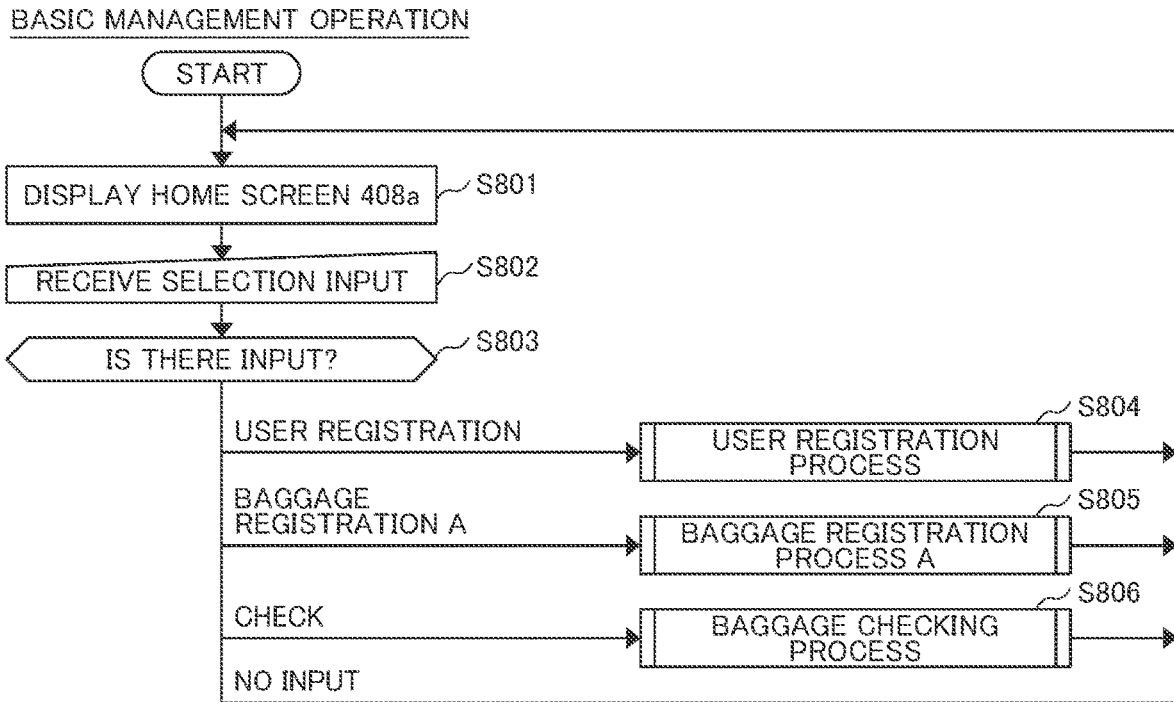 BASIC MANAGEMENT OPERATION
START
DISPLAY HOME SCREEN 408a
S801
RECEIVE SELECTION INPUT
S802
IS THERE INPUT?
S803
USER REGISTRATION
USER REGISTRATION
PROCESS
S804
BAGGAGE
REGISTRATION A
BAGGAGE REGISTRATION
PROCESS A
S805
CHECK
BAGGAGE CHECKING
PROCESS
S806
NO INPUT